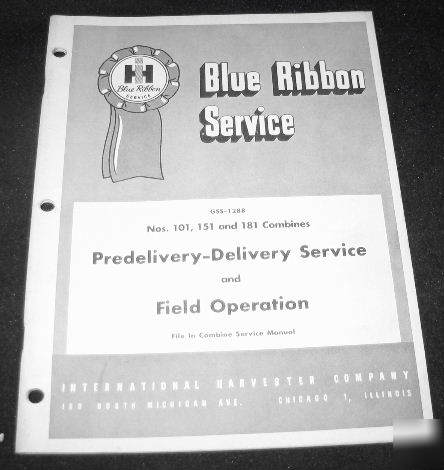 IH
Blue Ribbon
SERVICE
Blue Ribbon
Service
GSS-1288
Nos. 101, 151 and 181 Combines
Predelivery-Delivery Service
and
Field Operation
File In Combine Service Manual
INTERNATIONAL HARVESTER COMPANY
180 NORTH MICHIGAN AVE. CHICAGO 1, ILLINOIS